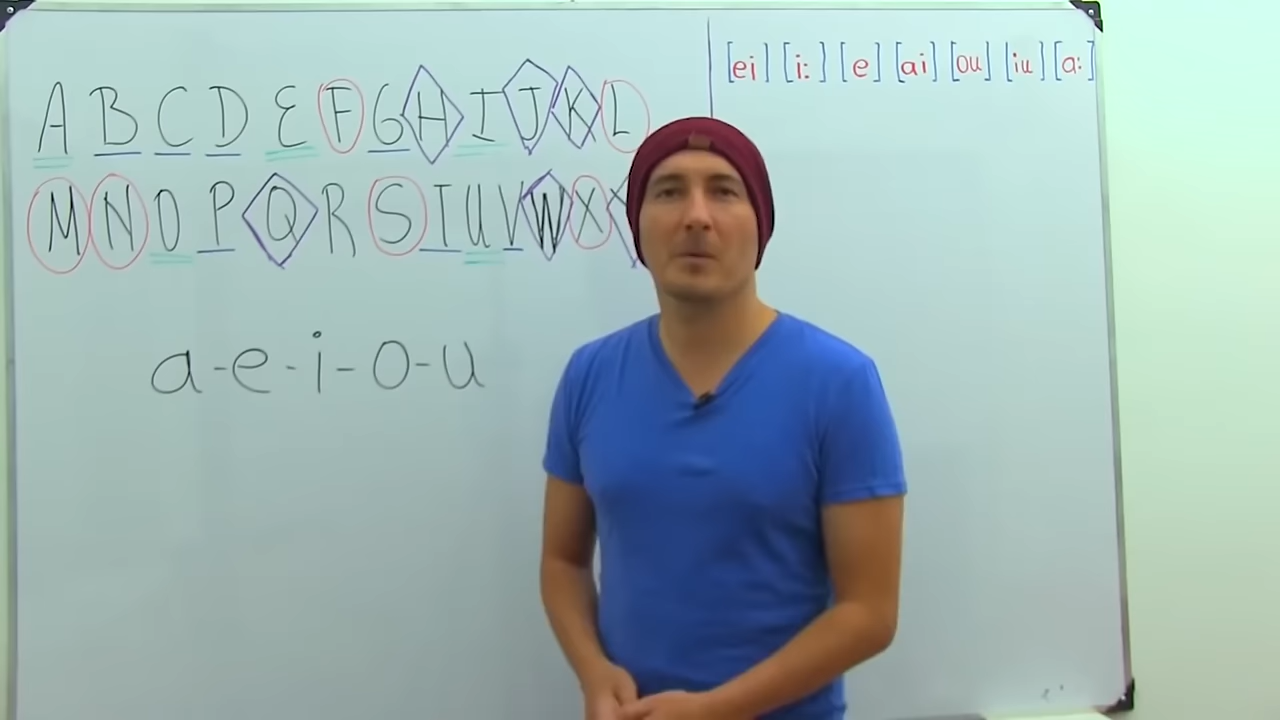 A B C D E F G H I J K L
[ei] [i:] [e] [ai] [ou] [iu] [a:]
M N O P Q R S T U V W X
a-e-i-o-u